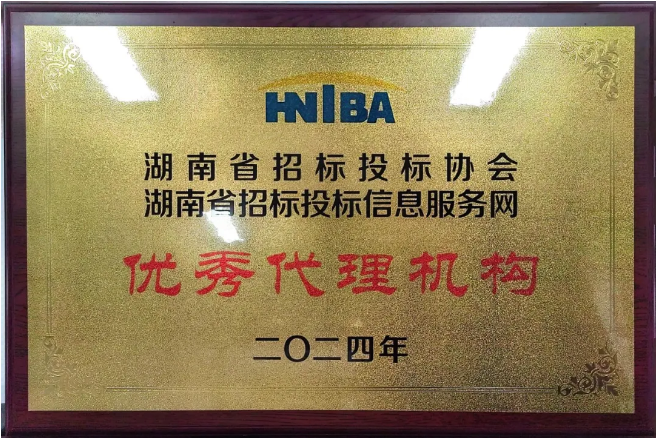 HNIBA
湖南省招标投标协会
湖南省招标投标信息服务网
优秀代理机构
二〇二四年